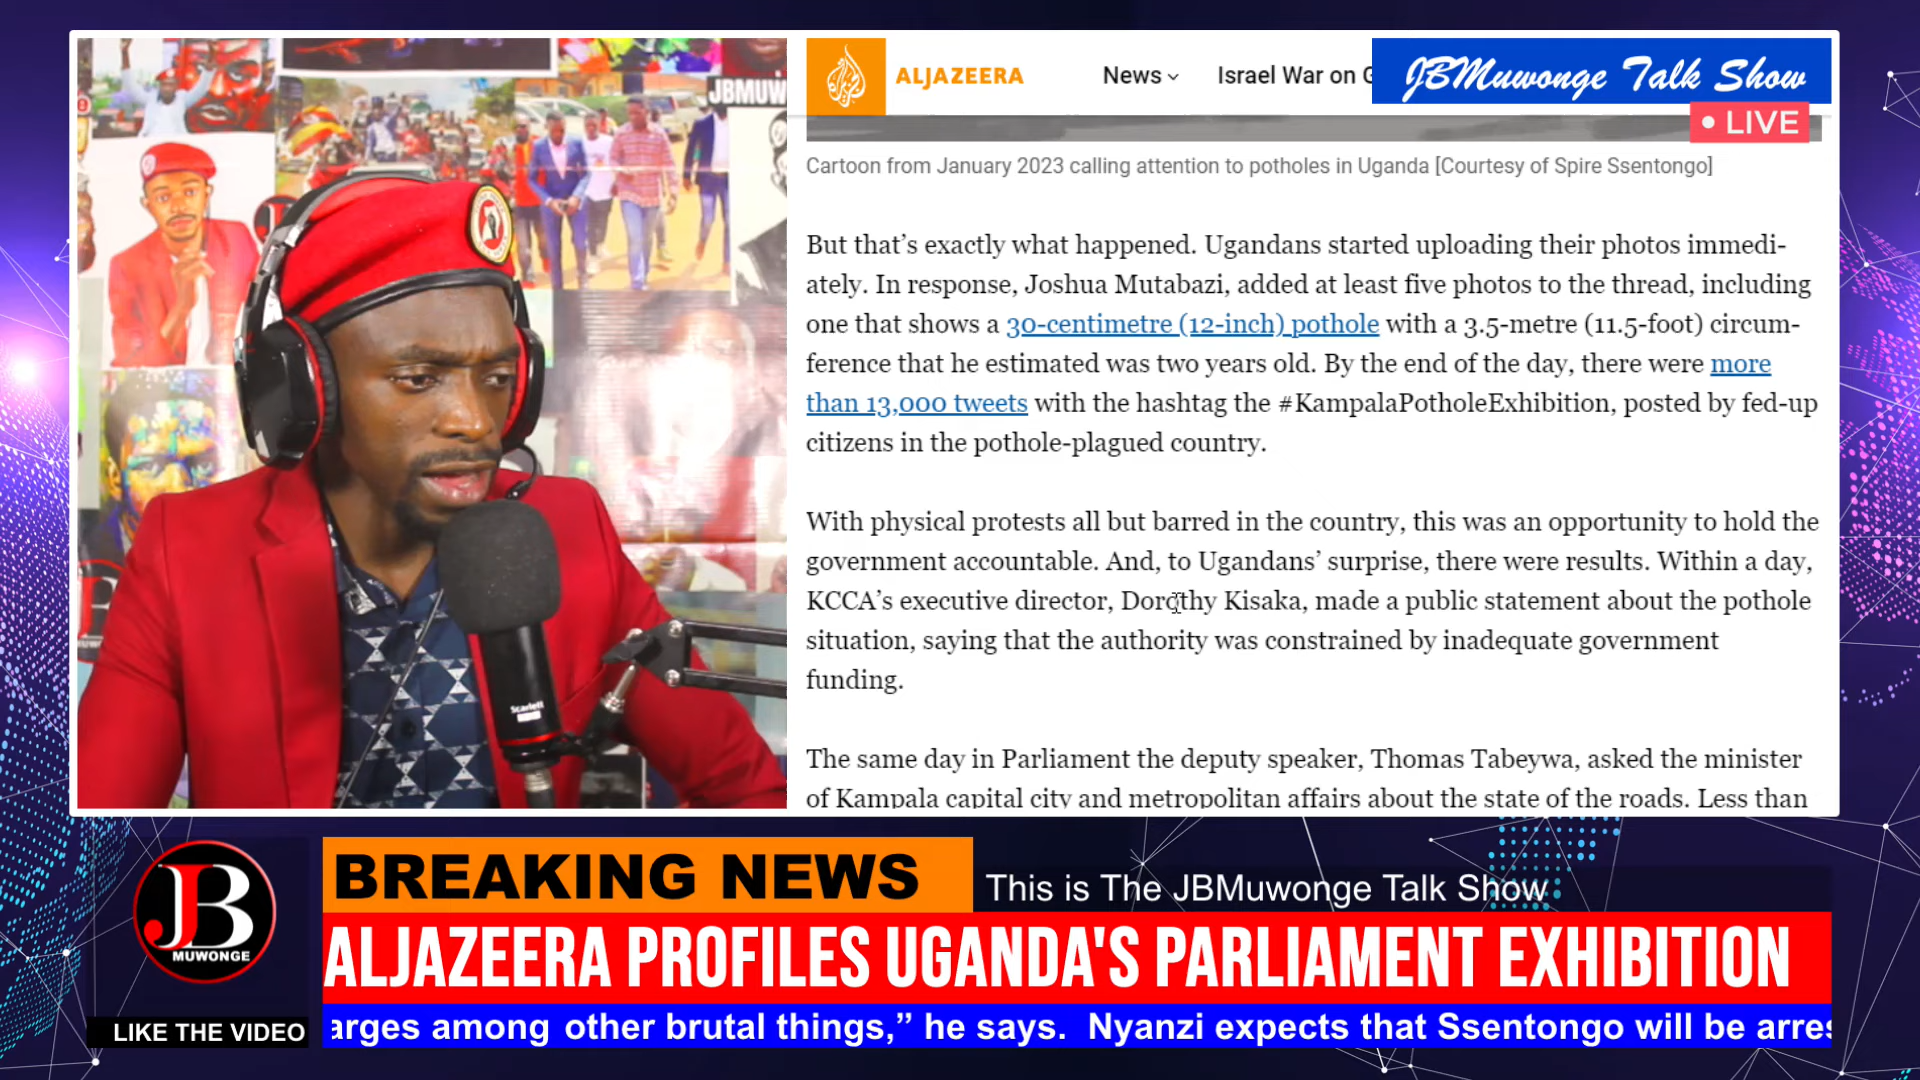 JBMUW
ALJAZEERA
News
Israel War on G
JBMuwonge Talk Show
LIVE
Cartoon from January 2023 calling attention to potholes in Uganda [Courtesy of Spire Ssentongo]
But that’s exactly what happened. Ugandans started uploading their photos immedi-
ately. In response, Joshua Mutabazi, added at least five photos to the thread, including
one that shows a 30-centimetre (12-inch) pothole with a 3.5-metre (11.5-foot) circum-
ference that he estimated was two years old. By the end of the day, there were more
than 13,000 tweets with the hashtag the #KampalaPotholeExhibition, posted by fed-up
citizens in the pothole-plagued country.
With physical protests all but barred in the country, this was an opportunity to hold the
government accountable. And, to Ugandans’ surprise, there were results. Within a day,
KCCA’s executive director, Dorothy Kisaka, made a public statement about the pothole
situation, saying that the authority was constrained by inadequate government
funding.
The same day in Parliament the deputy speaker, Thomas Tabeywa, asked the minister
of Kampala capital city and metropolitan affairs about the state of the roads. Less than
Scarlett
JB
MUWONGE
LIKE THE VIDEO
BREAKING NEWS
This is The JBMuwonge Talk Show
ALJAZEERA PROFILES UGANDA'S PARLIAMENT EXHIBITION
arges among other brutal things,” he says. Nyanzi expects that Ssentongo will be arres